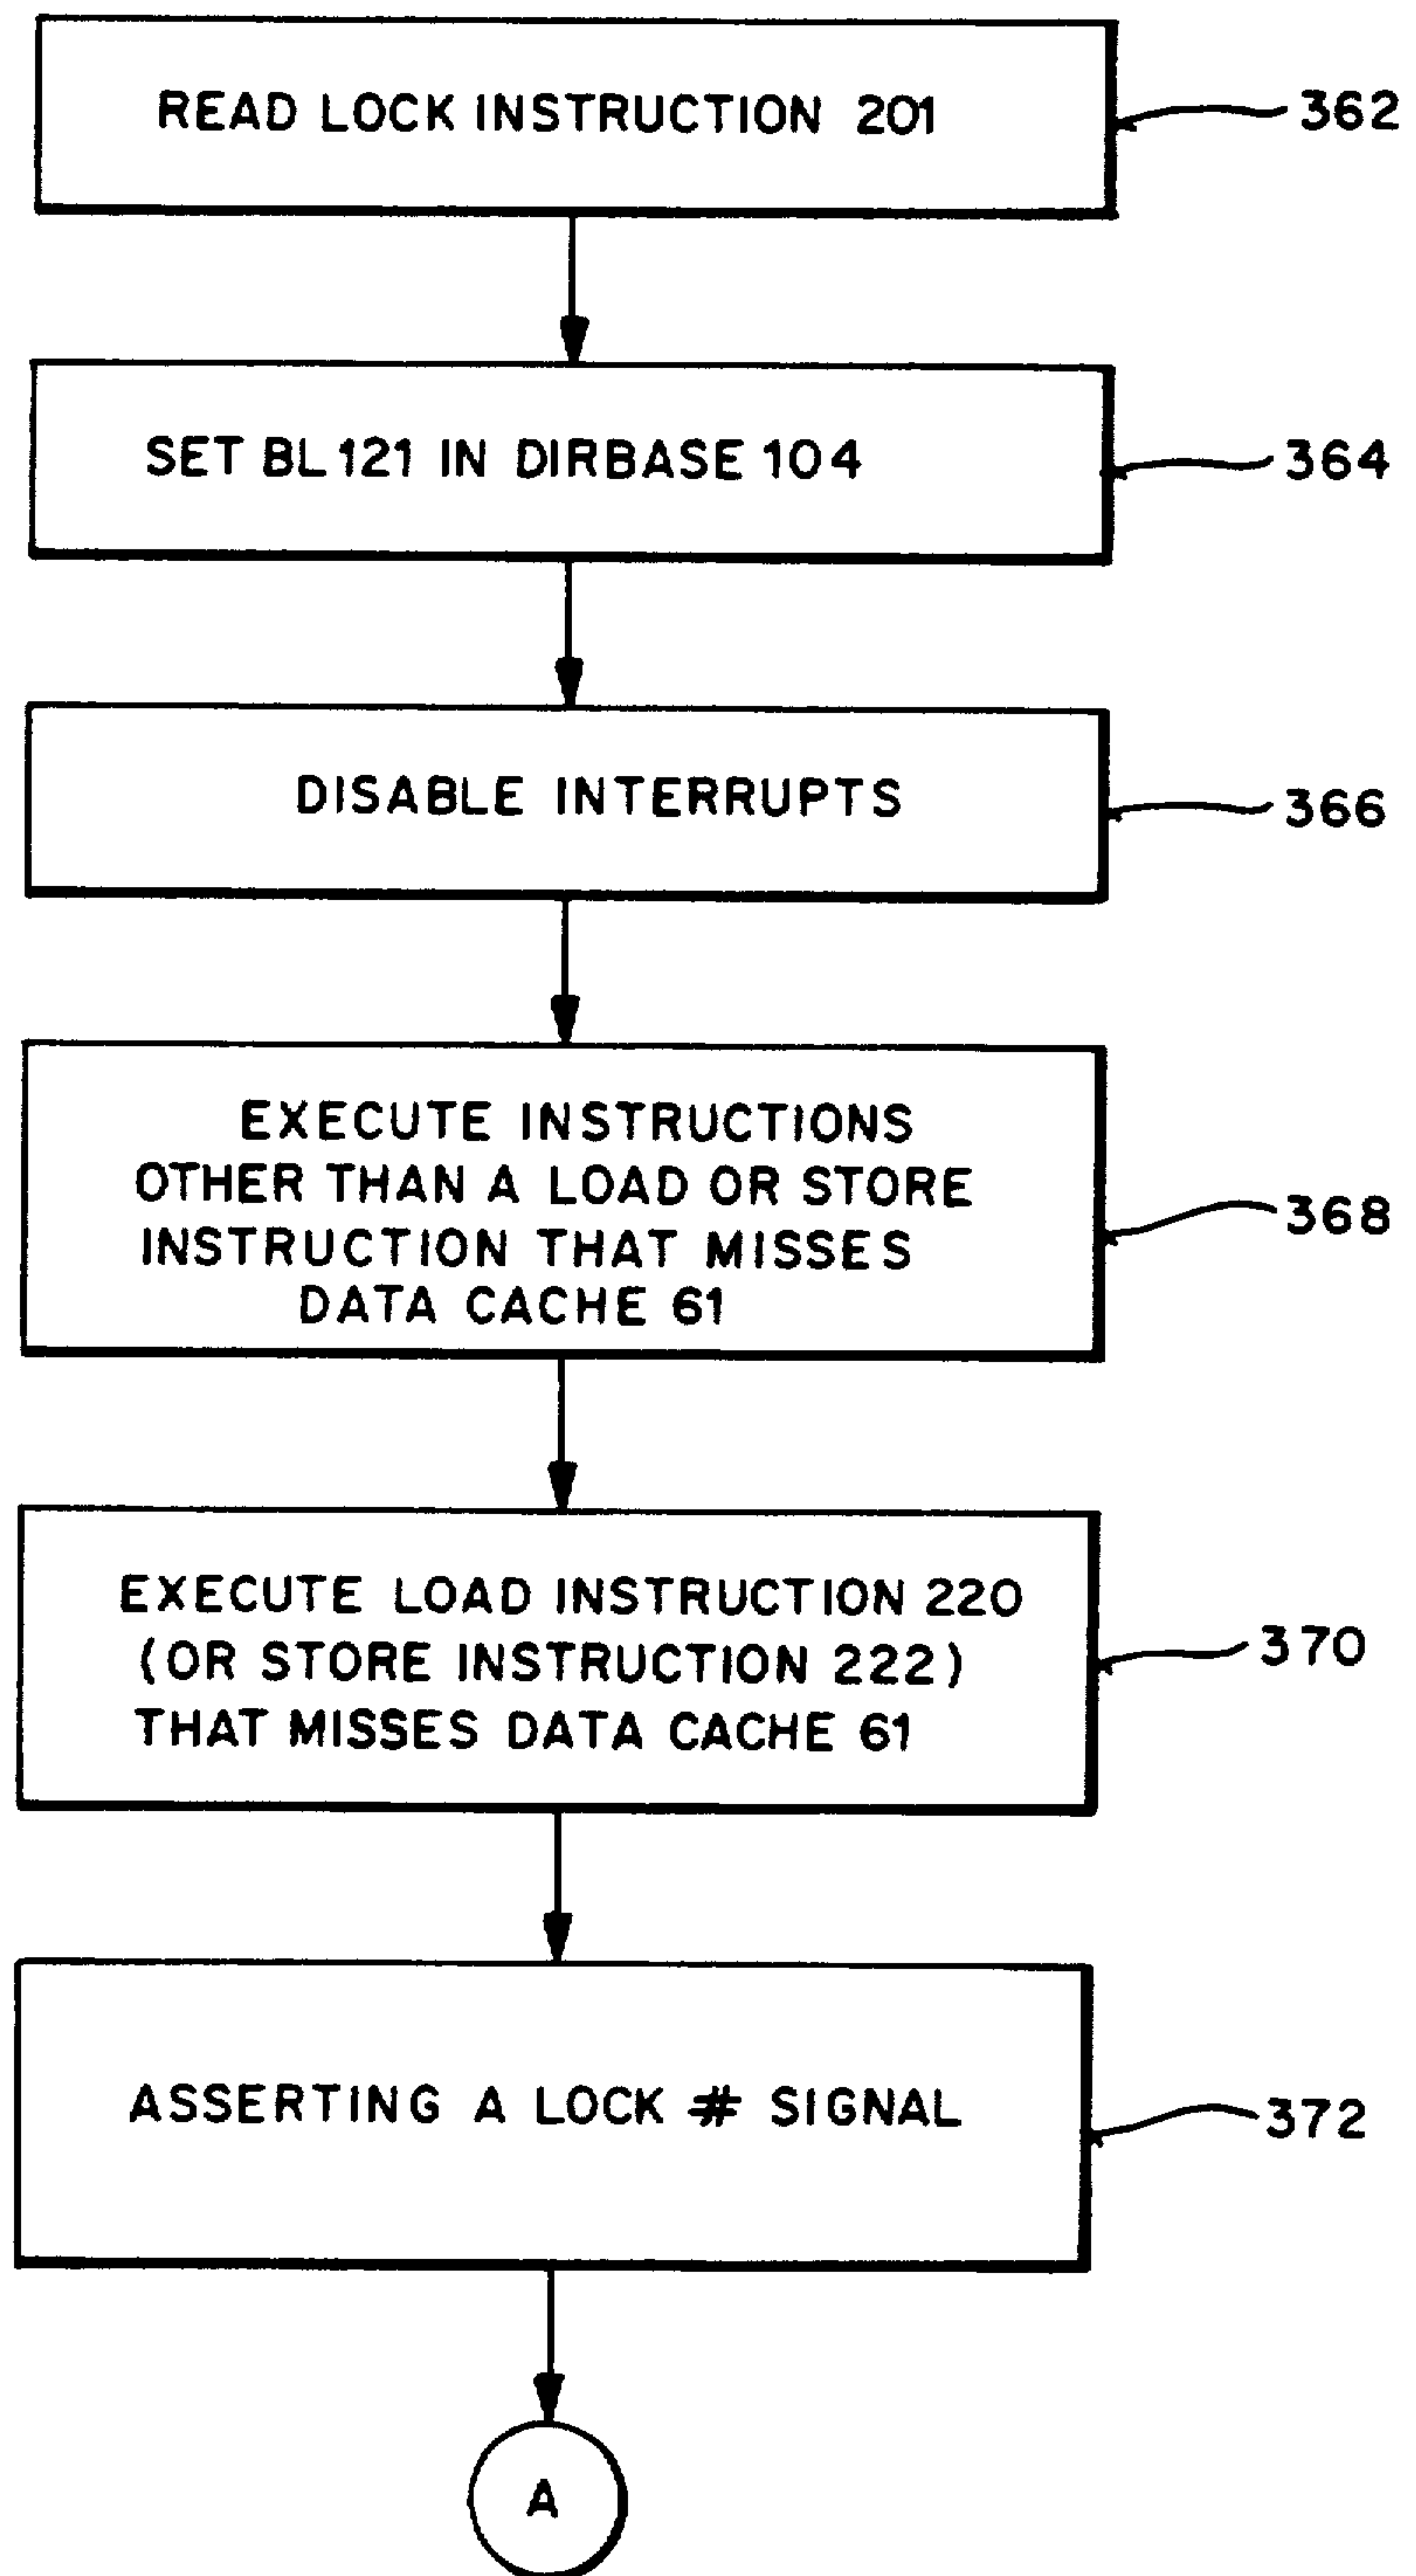 READ LOCK INSTRUCTION 201
362
SET BL 121 IN DIRBASE 104
364
DISABLE INTERRUPTS
366
EXECUTE INSTRUCTIONS
OTHER THAN A LOAD OR STORE
INSTRUCTION THAT MISSES
DATA CACHE 61
368
EXECUTE LOAD INSTRUCTION 220
(OR STORE INSTRUCTION 222)
THAT MISSES DATA CACHE 61
370
ASSERTING A LOCK # SIGNAL
372
A